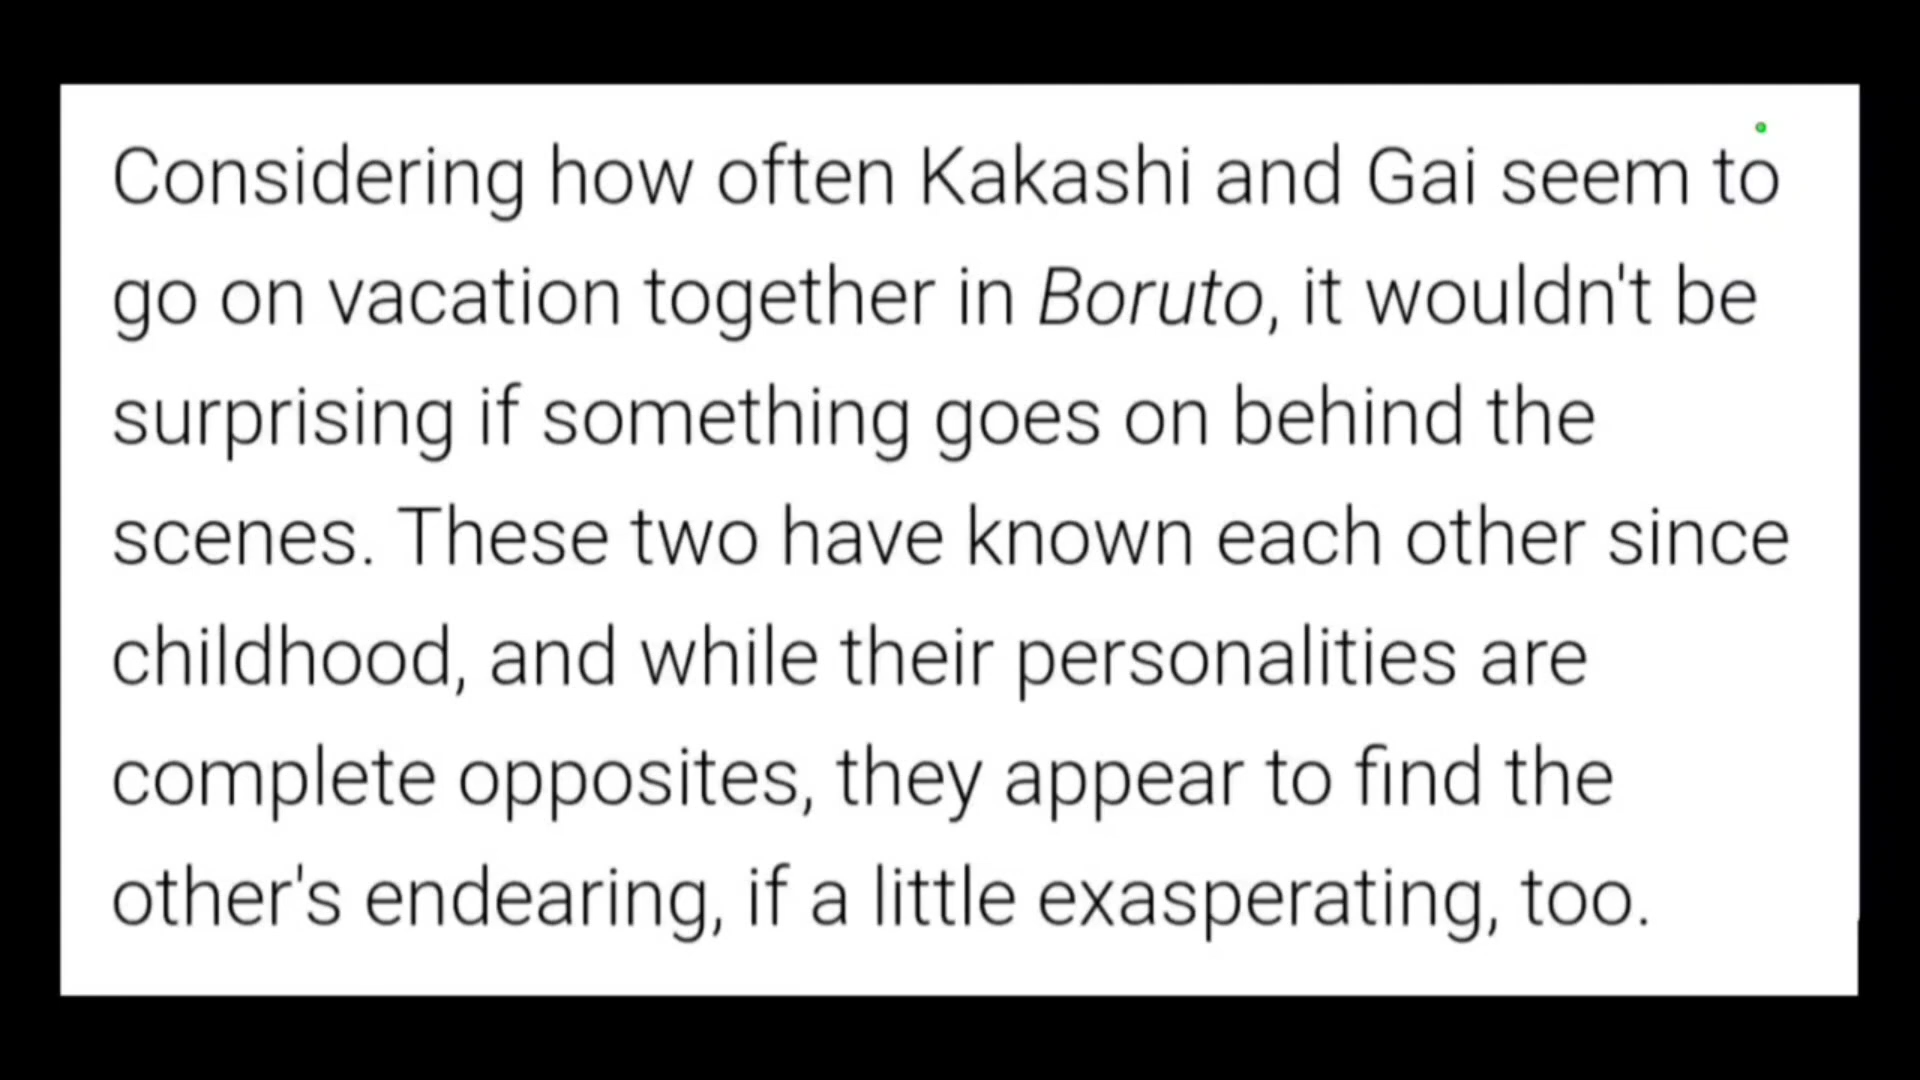 Considering how often Kakashi and Gai seem to
go on vacation together in Boruto, it wouldn't be
surprising if something goes on behind the
scenes. These two have known each other since
childhood, and while their personalities are
complete opposites, they appear to find the
other's endearing, if a little exasperating, too.